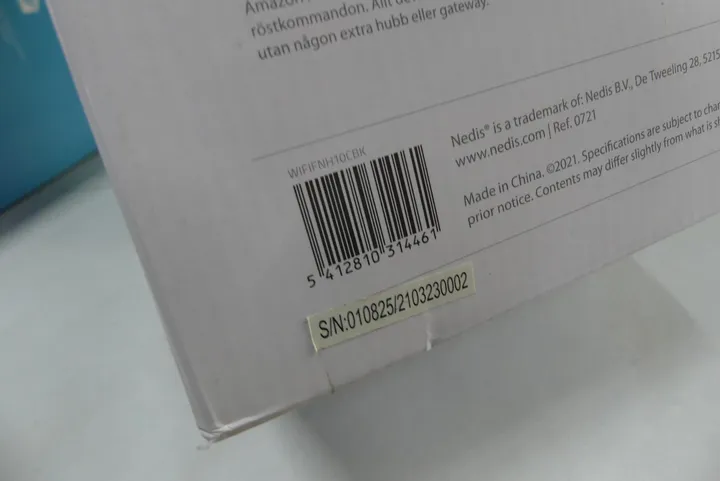 Amazon
röstkommandon. Allt
utan någon extra hubb eller gateway.
Nedis® is a trademark of: Nedis B.V., De Tweeling 28, 5215
www.nedis.com | Ref. 0721
Made in China. ©2021. Specifications are subject to
prior notice. Contents may differ slightly from what is
WIFIFNH10CBK
5 412810 314461
S/N:010825/2103230002